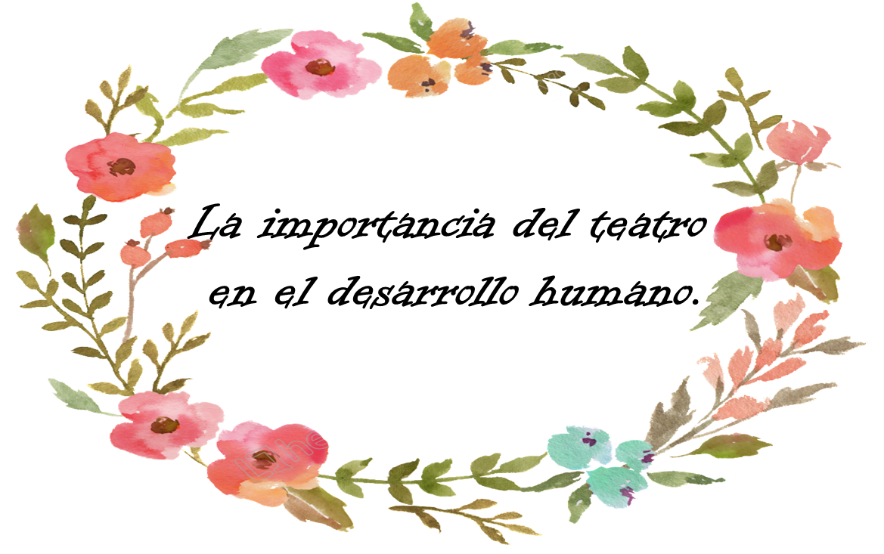 La importancia del teatro
en el desarrollo humano.